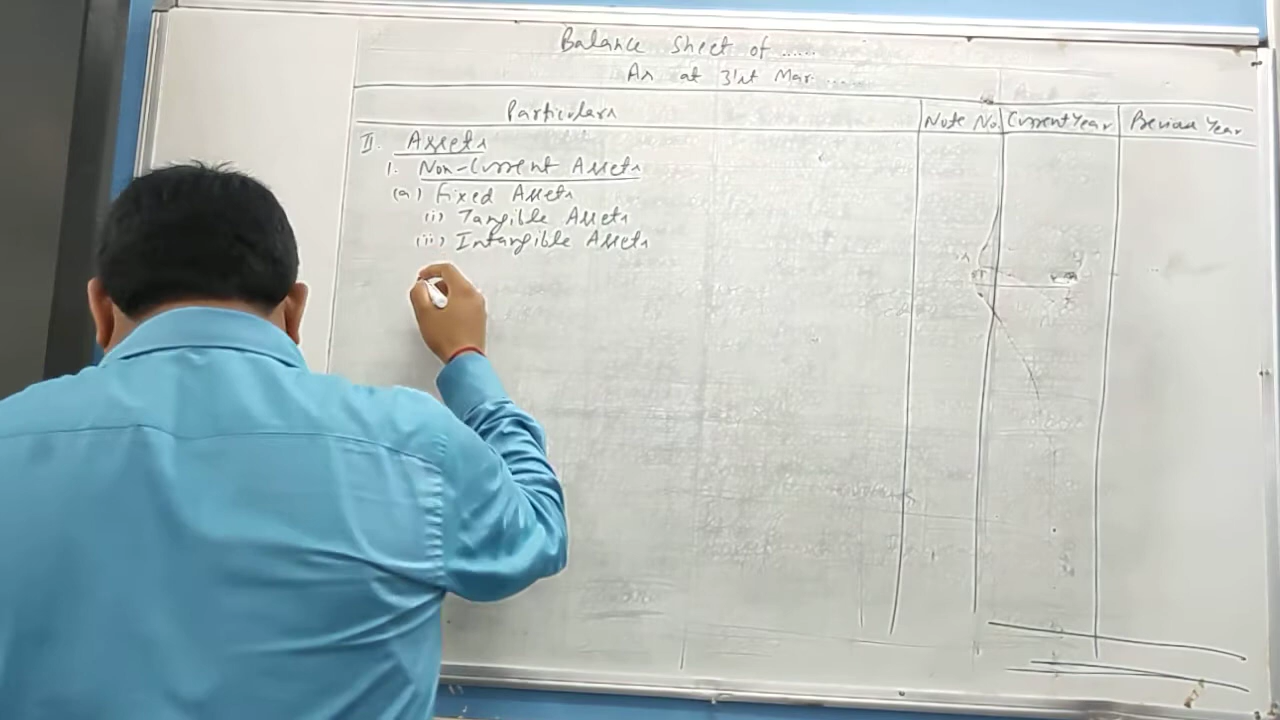 Balance Sheet of ......
As at 31st Mar. .....
Particulars Note No. Current Year Previous Year
II. Assets
1. Non-Current Assets
(a) Fixed Assets
(i) Tangible Assets
(ii) Intangible Assets